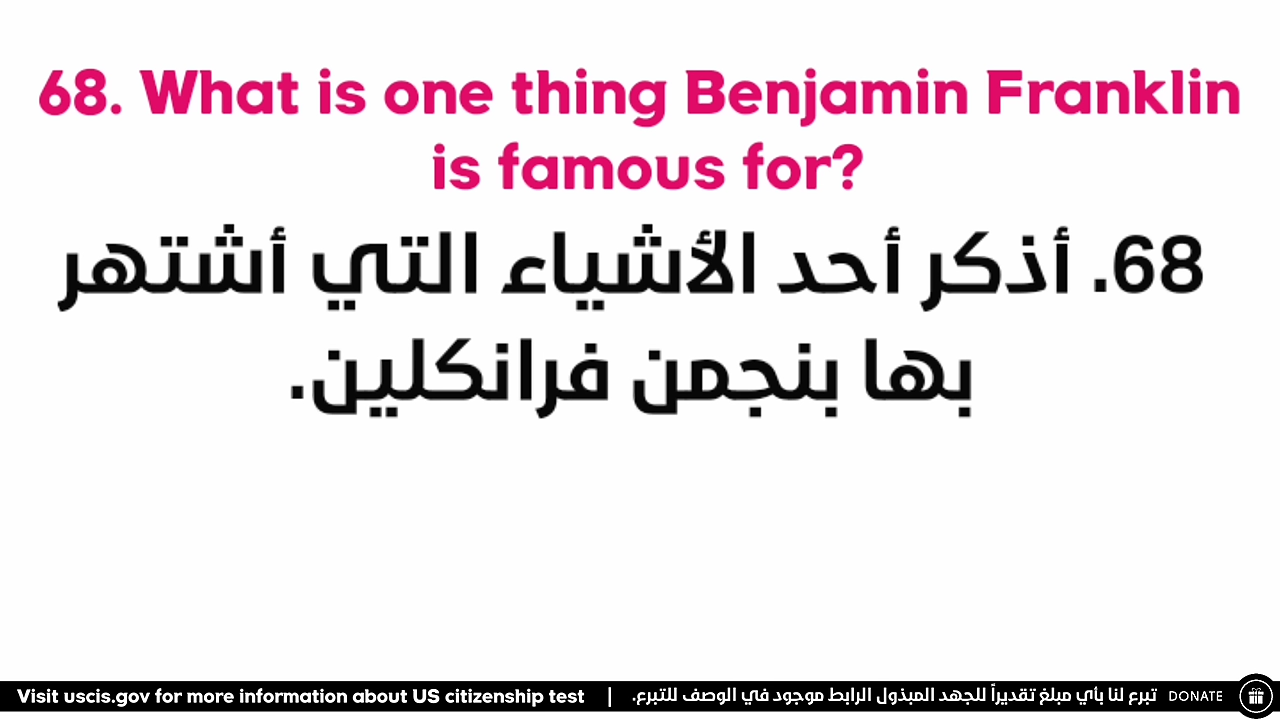 68. What is one thing Benjamin Franklin
is famous for?
68. أذكر أحد الأشياء التي أشتهر
بها بنجمن فرانكلين.
Visit uscis.gov for more information about US citizenship test | تبرع لنا بأي مبلغ تقديراً للجهد المبذول الرابط موجود في الوصف للتبرع. DONATE